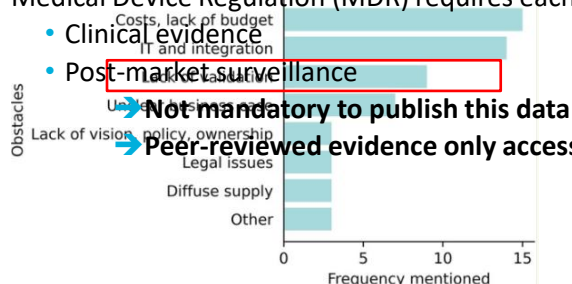 Medical Device Regulation (MDR) requires each
Costs, lack of budget
• Clinical evidence
IT and integration
• Post-market surveillance
Lack of validation
➔Not mandatory to publish this data
Lack of vision, policy, ownership
➔Peer-reviewed evidence only access
Legal issues
Diffuse supply
Other
Obstacles
0 5 10 15
Frequency mentioned